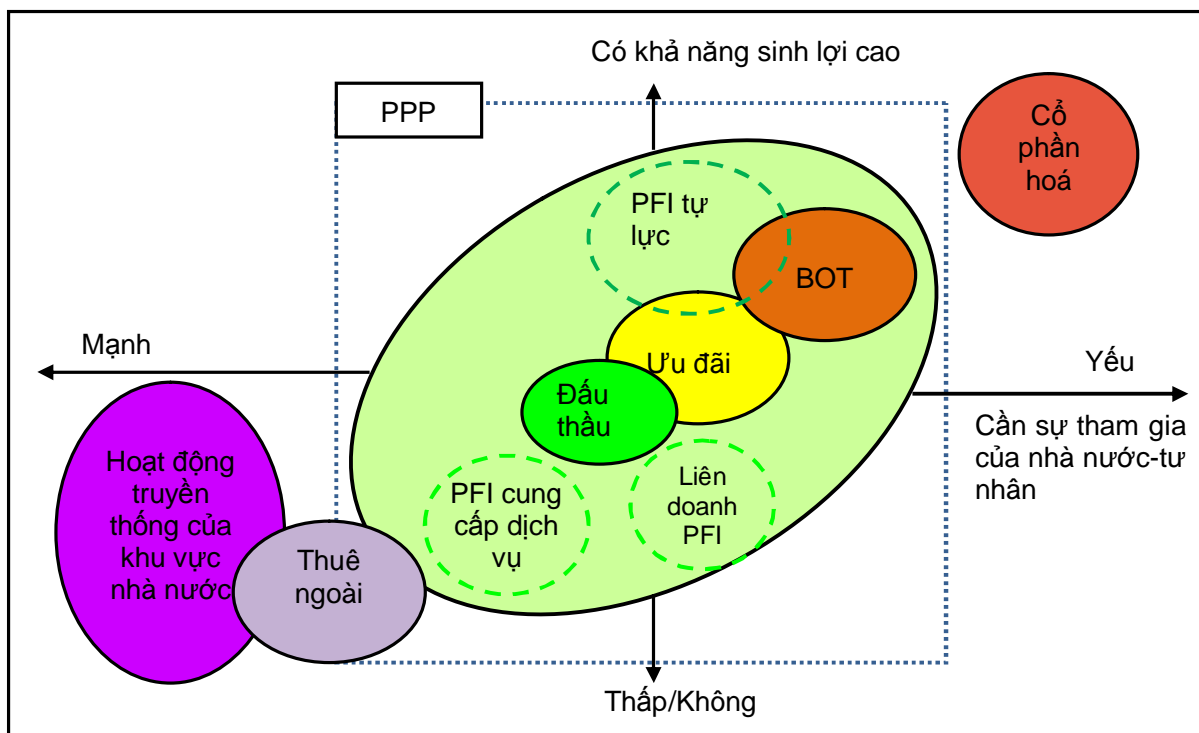 Có khả năng sinh lợi cao
PPP
Cổ
phần
hoá
PFI tự
lực
BOT
Mạnh
Ưu đãi
Yếu
Đấu
thầu
Cần sự tham gia
của nhà nước-tư
nhân
Hoạt động
truyền
thống của
khu vực
nhà nước
PFI cung
cấp dịch
vụ
Liên
doanh
PFI
Thuê
ngoài
Thấp/Không